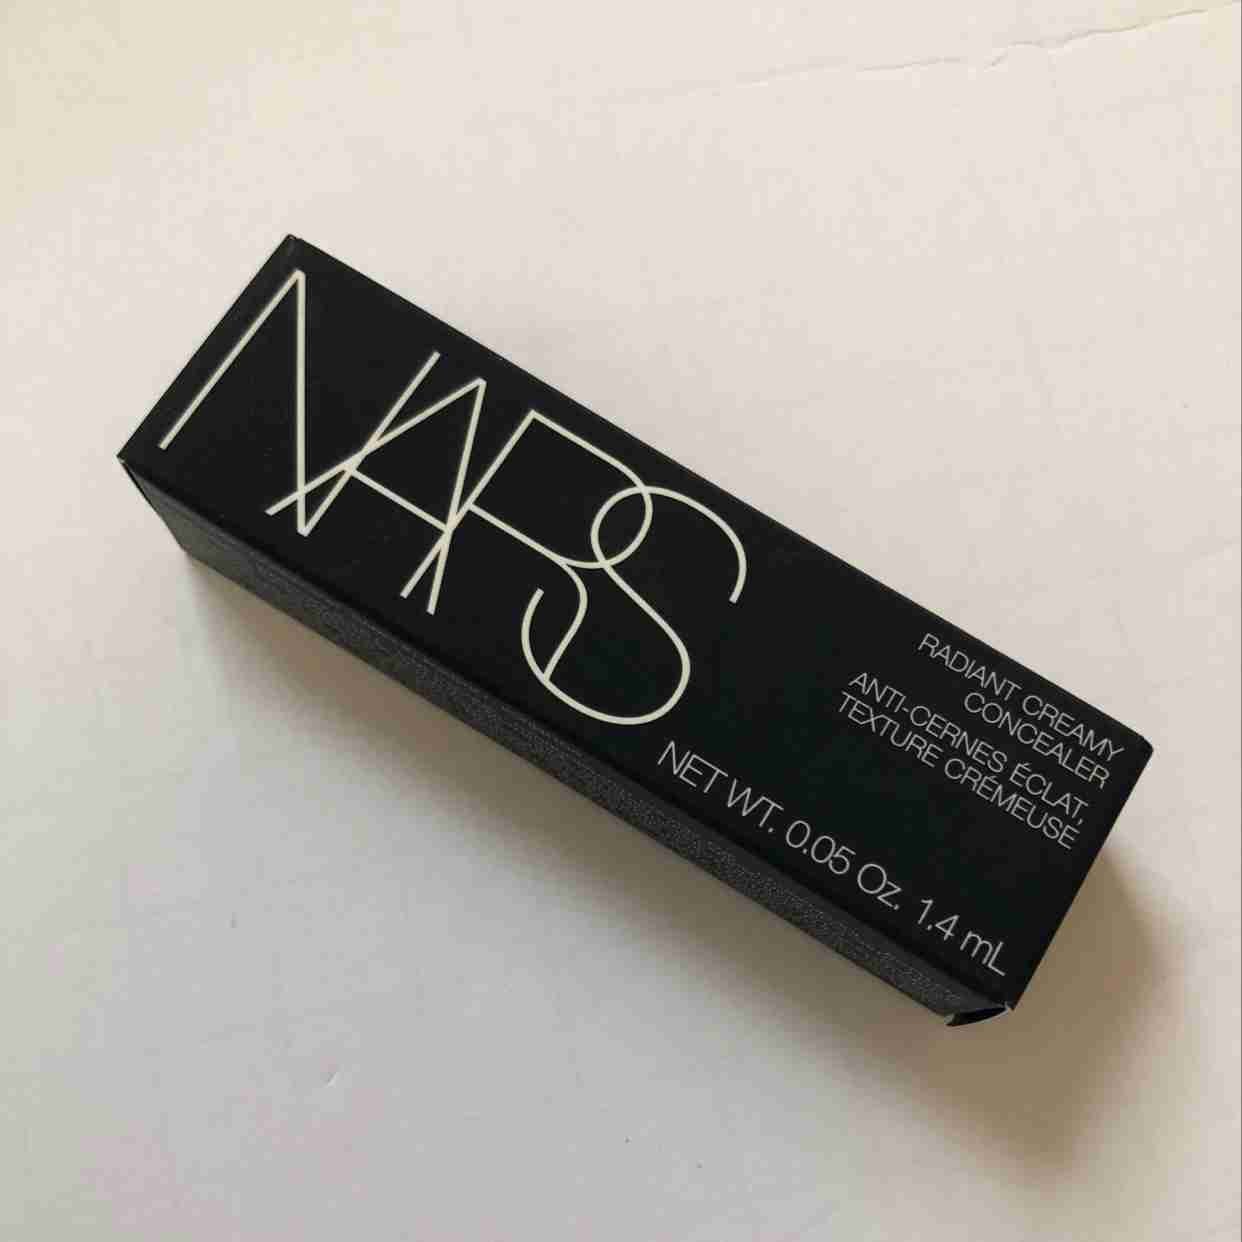 NARS
RADIANT CREAMY
CONCEALER
ANTI-CERNES ÉCLAT,
TEXTURE CRÉMEUSE
NET WT. 0.05 Oz. 1.4 mL